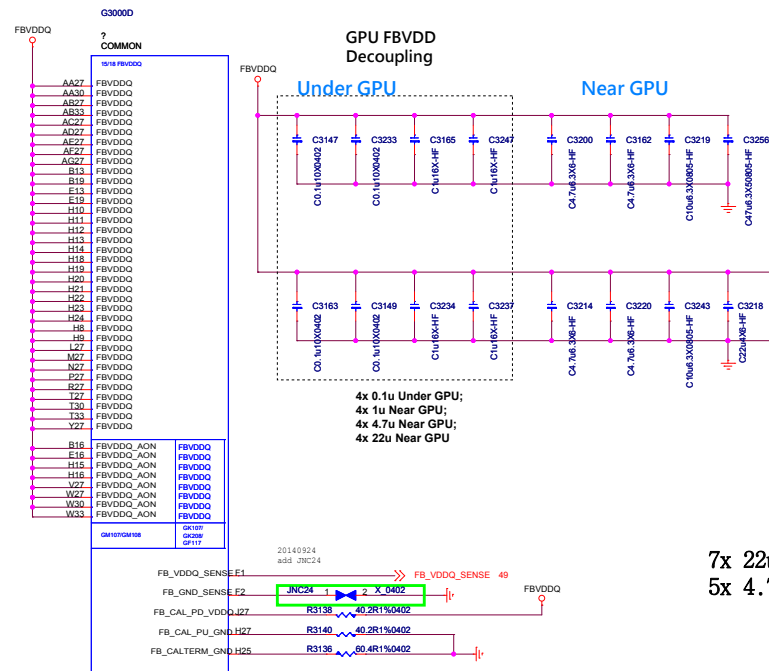 G3000D
?
COMMON
15/18 FBVDDQ
FBVDDQ
AA27 FBVDDQ
AA30 FBVDDQ
AB27 FBVDDQ
AB33 FBVDDQ
AC27 FBVDDQ
AD27 FBVDDQ
AE27 FBVDDQ
AF27 FBVDDQ
AG27 FBVDDQ
B13 FBVDDQ
B19 FBVDDQ
E13 FBVDDQ
E19 FBVDDQ
H10 FBVDDQ
H11 FBVDDQ
H12 FBVDDQ
H13 FBVDDQ
H14 FBVDDQ
H18 FBVDDQ
H19 FBVDDQ
H20 FBVDDQ
H21 FBVDDQ
H22 FBVDDQ
H23 FBVDDQ
H24 FBVDDQ
H8 FBVDDQ
H9 FBVDDQ
L27 FBVDDQ
M27 FBVDDQ
N27 FBVDDQ
P27 FBVDDQ
R27 FBVDDQ
T27 FBVDDQ
T30 FBVDDQ
T33 FBVDDQ
Y27 FBVDDQ
B16 FBVDDQ_AON FBVDDQ
E16 FBVDDQ_AON FBVDDQ
H15 FBVDDQ_AON FBVDDQ
H16 FBVDDQ_AON FBVDDQ
V27 FBVDDQ_AON FBVDDQ
W27 FBVDDQ_AON FBVDDQ
W30 FBVDDQ_AON FBVDDQ
W33 FBVDDQ_AON FBVDDQ
GM107/GM108
GK107/
GK208/
GF117
GPU FBVDD
Decoupling
FBVDDQ
Under GPU
Near GPU
C3147 C3233 C3165 C3247 C3200 C3162 C3219 C3256
C0.1u10X0402 C0.1u10X0402 C1u16X-HF C1u16X-HF C4.7u6.3X6-HF C4.7u6.3X6-HF C10u6.3X0805-HF C47u6.3X50805-HF
C3163 C3149 C3234 C3237 C3214 C3220 C3243 C3218
C0.1u10X0402 C0.1u10X0402 C1u16X-HF C1u16X-HF C4.7u6.3X6-HF C4.7u6.3X6-HF C10u6.3X0805-HF C22u4X6-HF
4x 0.1u Under GPU;
4x 1u Near GPU;
4x 4.7u Near GPU;
4x 22u Near GPU
20140924
add JNC24
FB_VDDQ_SENSE F1 FB_VDDQ_SENSE 49
FB_GND_SENSE F2 JNC24 1 2 X_0402
FBVDDQ
FB_CAL_PD_VDDQ J27 R3138 40.2R1%0402
FB_CAL_PU_GND H27 R3140 40.2R1%0402
FB_CALTERM_GND H25 R3136 60.4R1%0402
7x 22u
5x 4.7